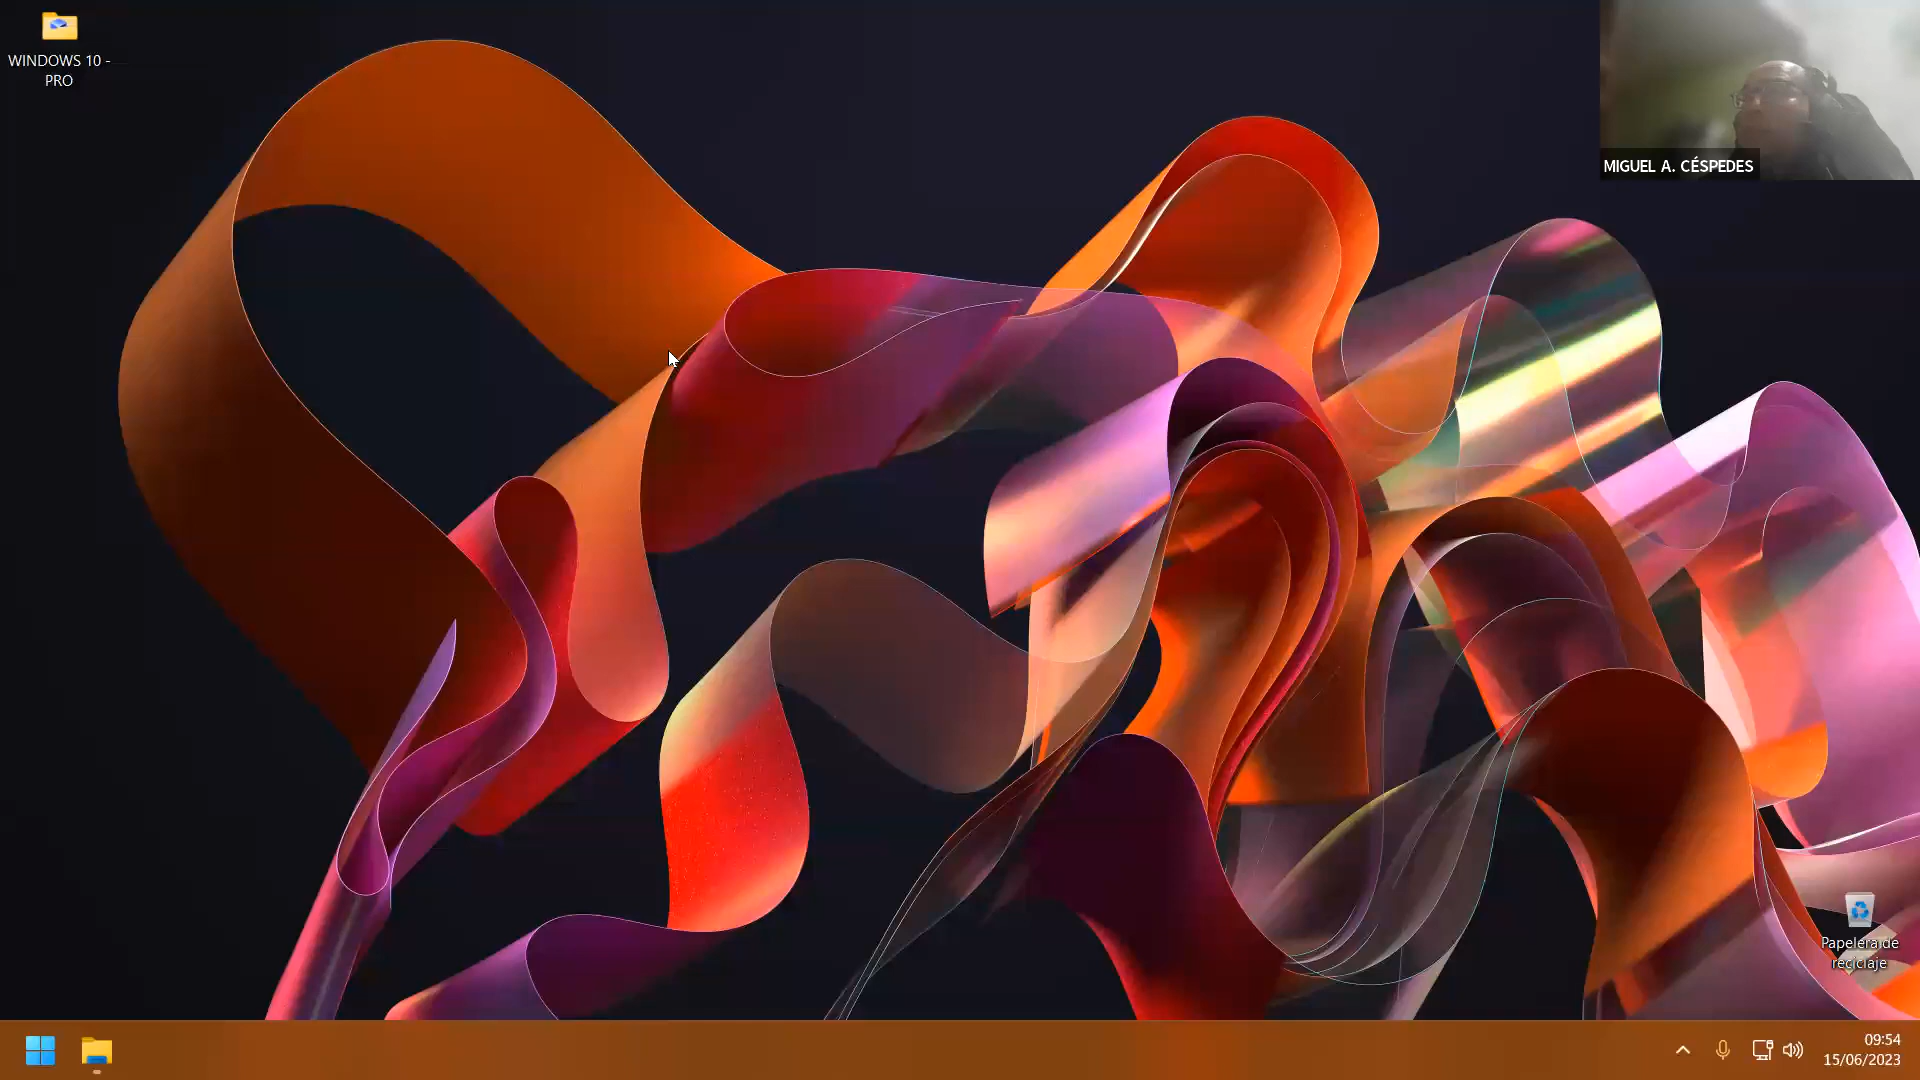 WINDOWS 10 -
PRO
MIGUEL A. CÉSPEDES
Papelera de
reciclaje
09:54
15/06/2023